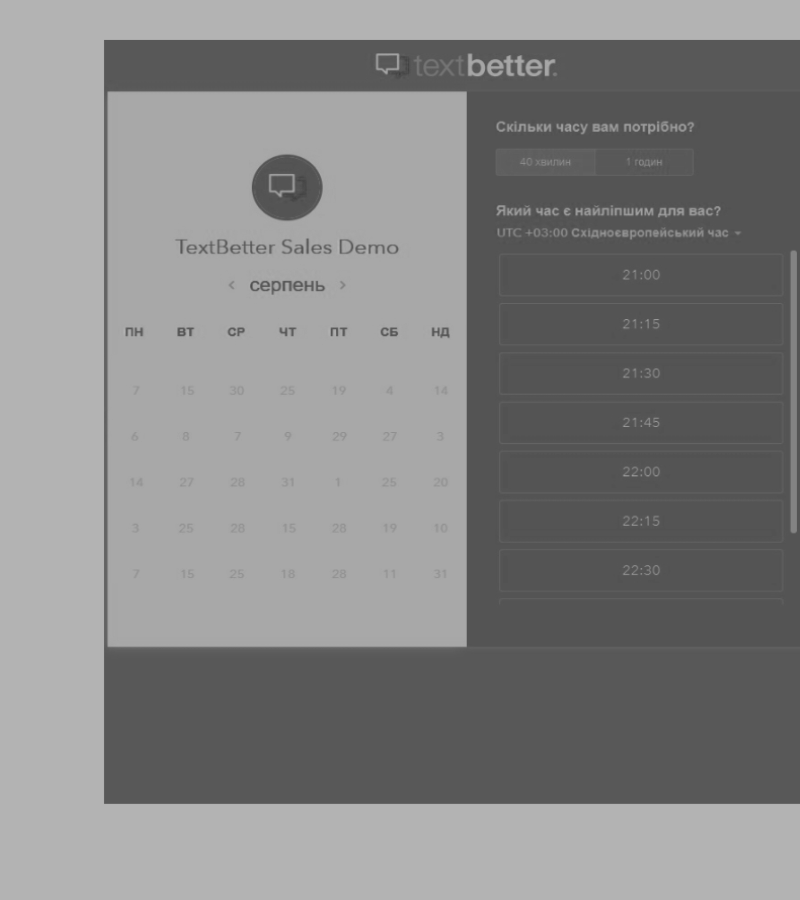 textbetter.
TextBetter Sales Demo
‹ серпень ›
ПН ВТ СР ЧТ ПТ СБ НД
7 15 30 25 19 4 14
6 8 7 9 29 27 3
14 27 28 31 1 25 20
3 25 28 15 28 19 10
7 15 25 18 28 11 31
Скільки часу вам потрібно?
40 хвилин 1 годин
Який час є найліпшим для вас?
UTC +03:00 Східноєвропейський час
21:00
21:15
21:30
21:45
22:00
22:15
22:30